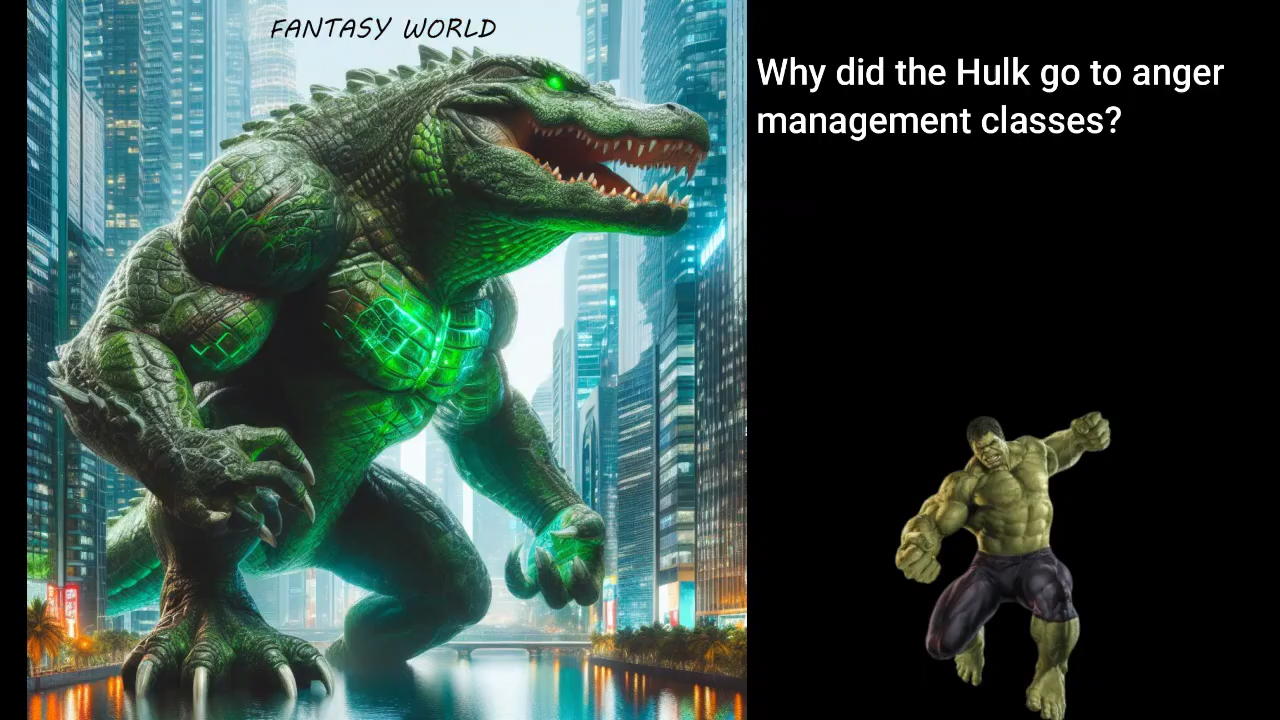 FANTASY WORLD
Why did the Hulk go to anger
management classes?